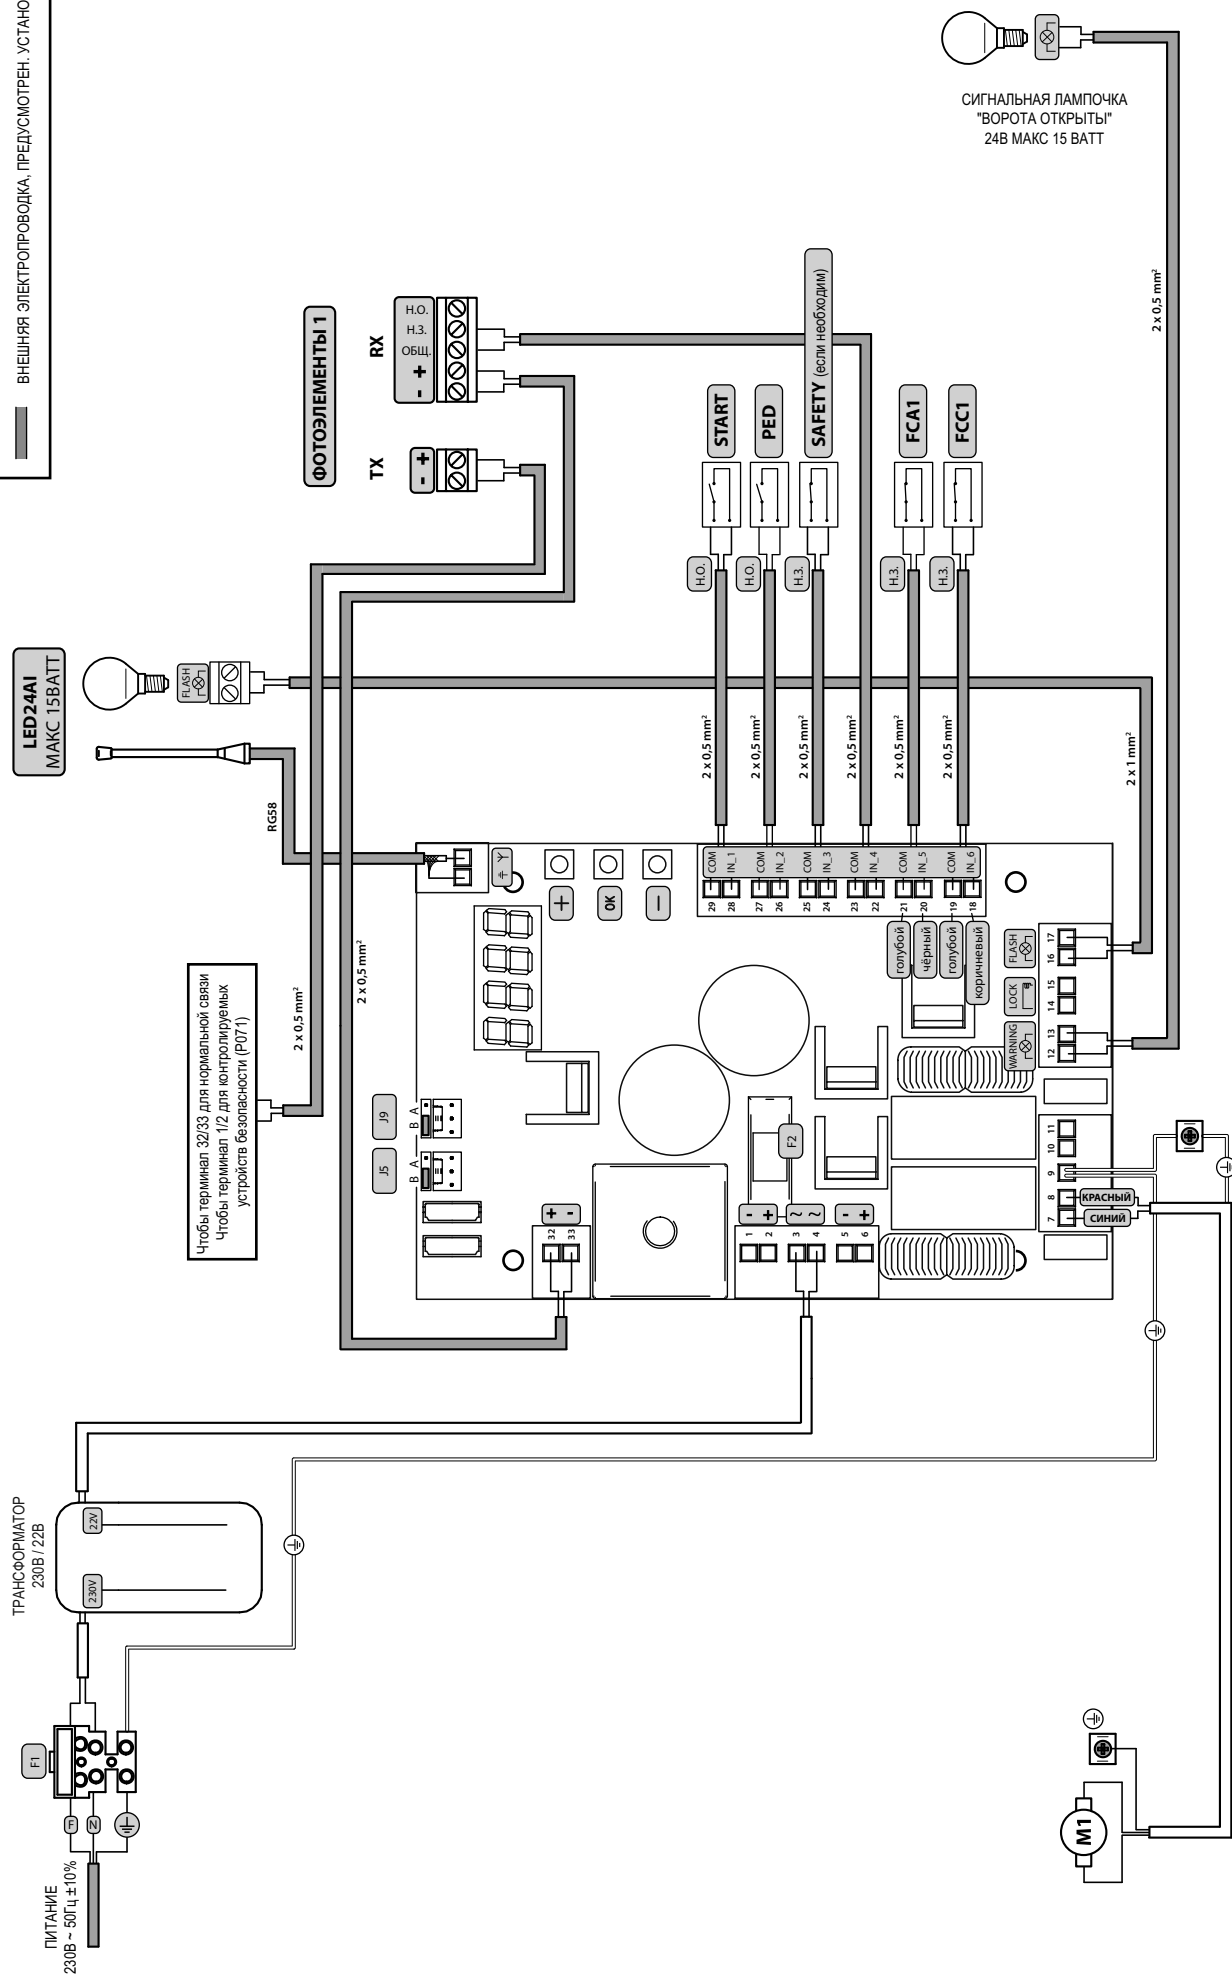 ВНЕШНЯЯ ЭЛЕКТРОПРОВОДКА, ПРЕДУСМОТРЕН. УСТАНО
СИГНАЛЬНАЯ ЛАМПОЧКА
"ВОРОТА ОТКРЫТЫ"
24В МАКС 15 ВАТТ
2 x 0,5 mm²
ФОТОЭЛЕМЕНТЫ 1
TX
- +
RX
- + ОБЩ. Н.З. Н.О.
START
PED
SAFETY (если необходим)
FCA1
FCC1
Н.О.
Н.О.
Н.З.
Н.З.
Н.З.
LED24AI
МАКС 15ВАТТ
FLASH
RG58
2 x 0,5 mm²
2 x 0,5 mm²
2 x 0,5 mm²
2 x 0,5 mm²
2 x 0,5 mm²
2 x 0,5 mm²
2 x 1 mm²
2 x 0,5 mm²
2 x 0,5 mm²
Чтобы терминал 32/33 для нормальной связи
Чтобы терминал 1/2 для контролируемых
устройств безопасности (P071)
+
OK
-
COM
IN_1
COM
IN_2
COM
IN_3
COM
IN_4
COM
IN_5
COM
IN_6
29
28
27
26
25
24
23
22
21
20
19
18
голубой
чёрный
голубой
коричневый
J5
J9
B A
B A
32
33
+
-
F2
1
2
3
4
5
6
-
+
~
~
-
+
WARNING
LOCK
FLASH
12 13 14 15 16 17
7 8 9 10 11
СИНИЙ
КРАСНЫЙ
ТРАНСФОРМАТОР
230В / 22В
230V
22V
F1
F
N
ПИТАНИЕ
230В ~ 50Гц ±10%
M1